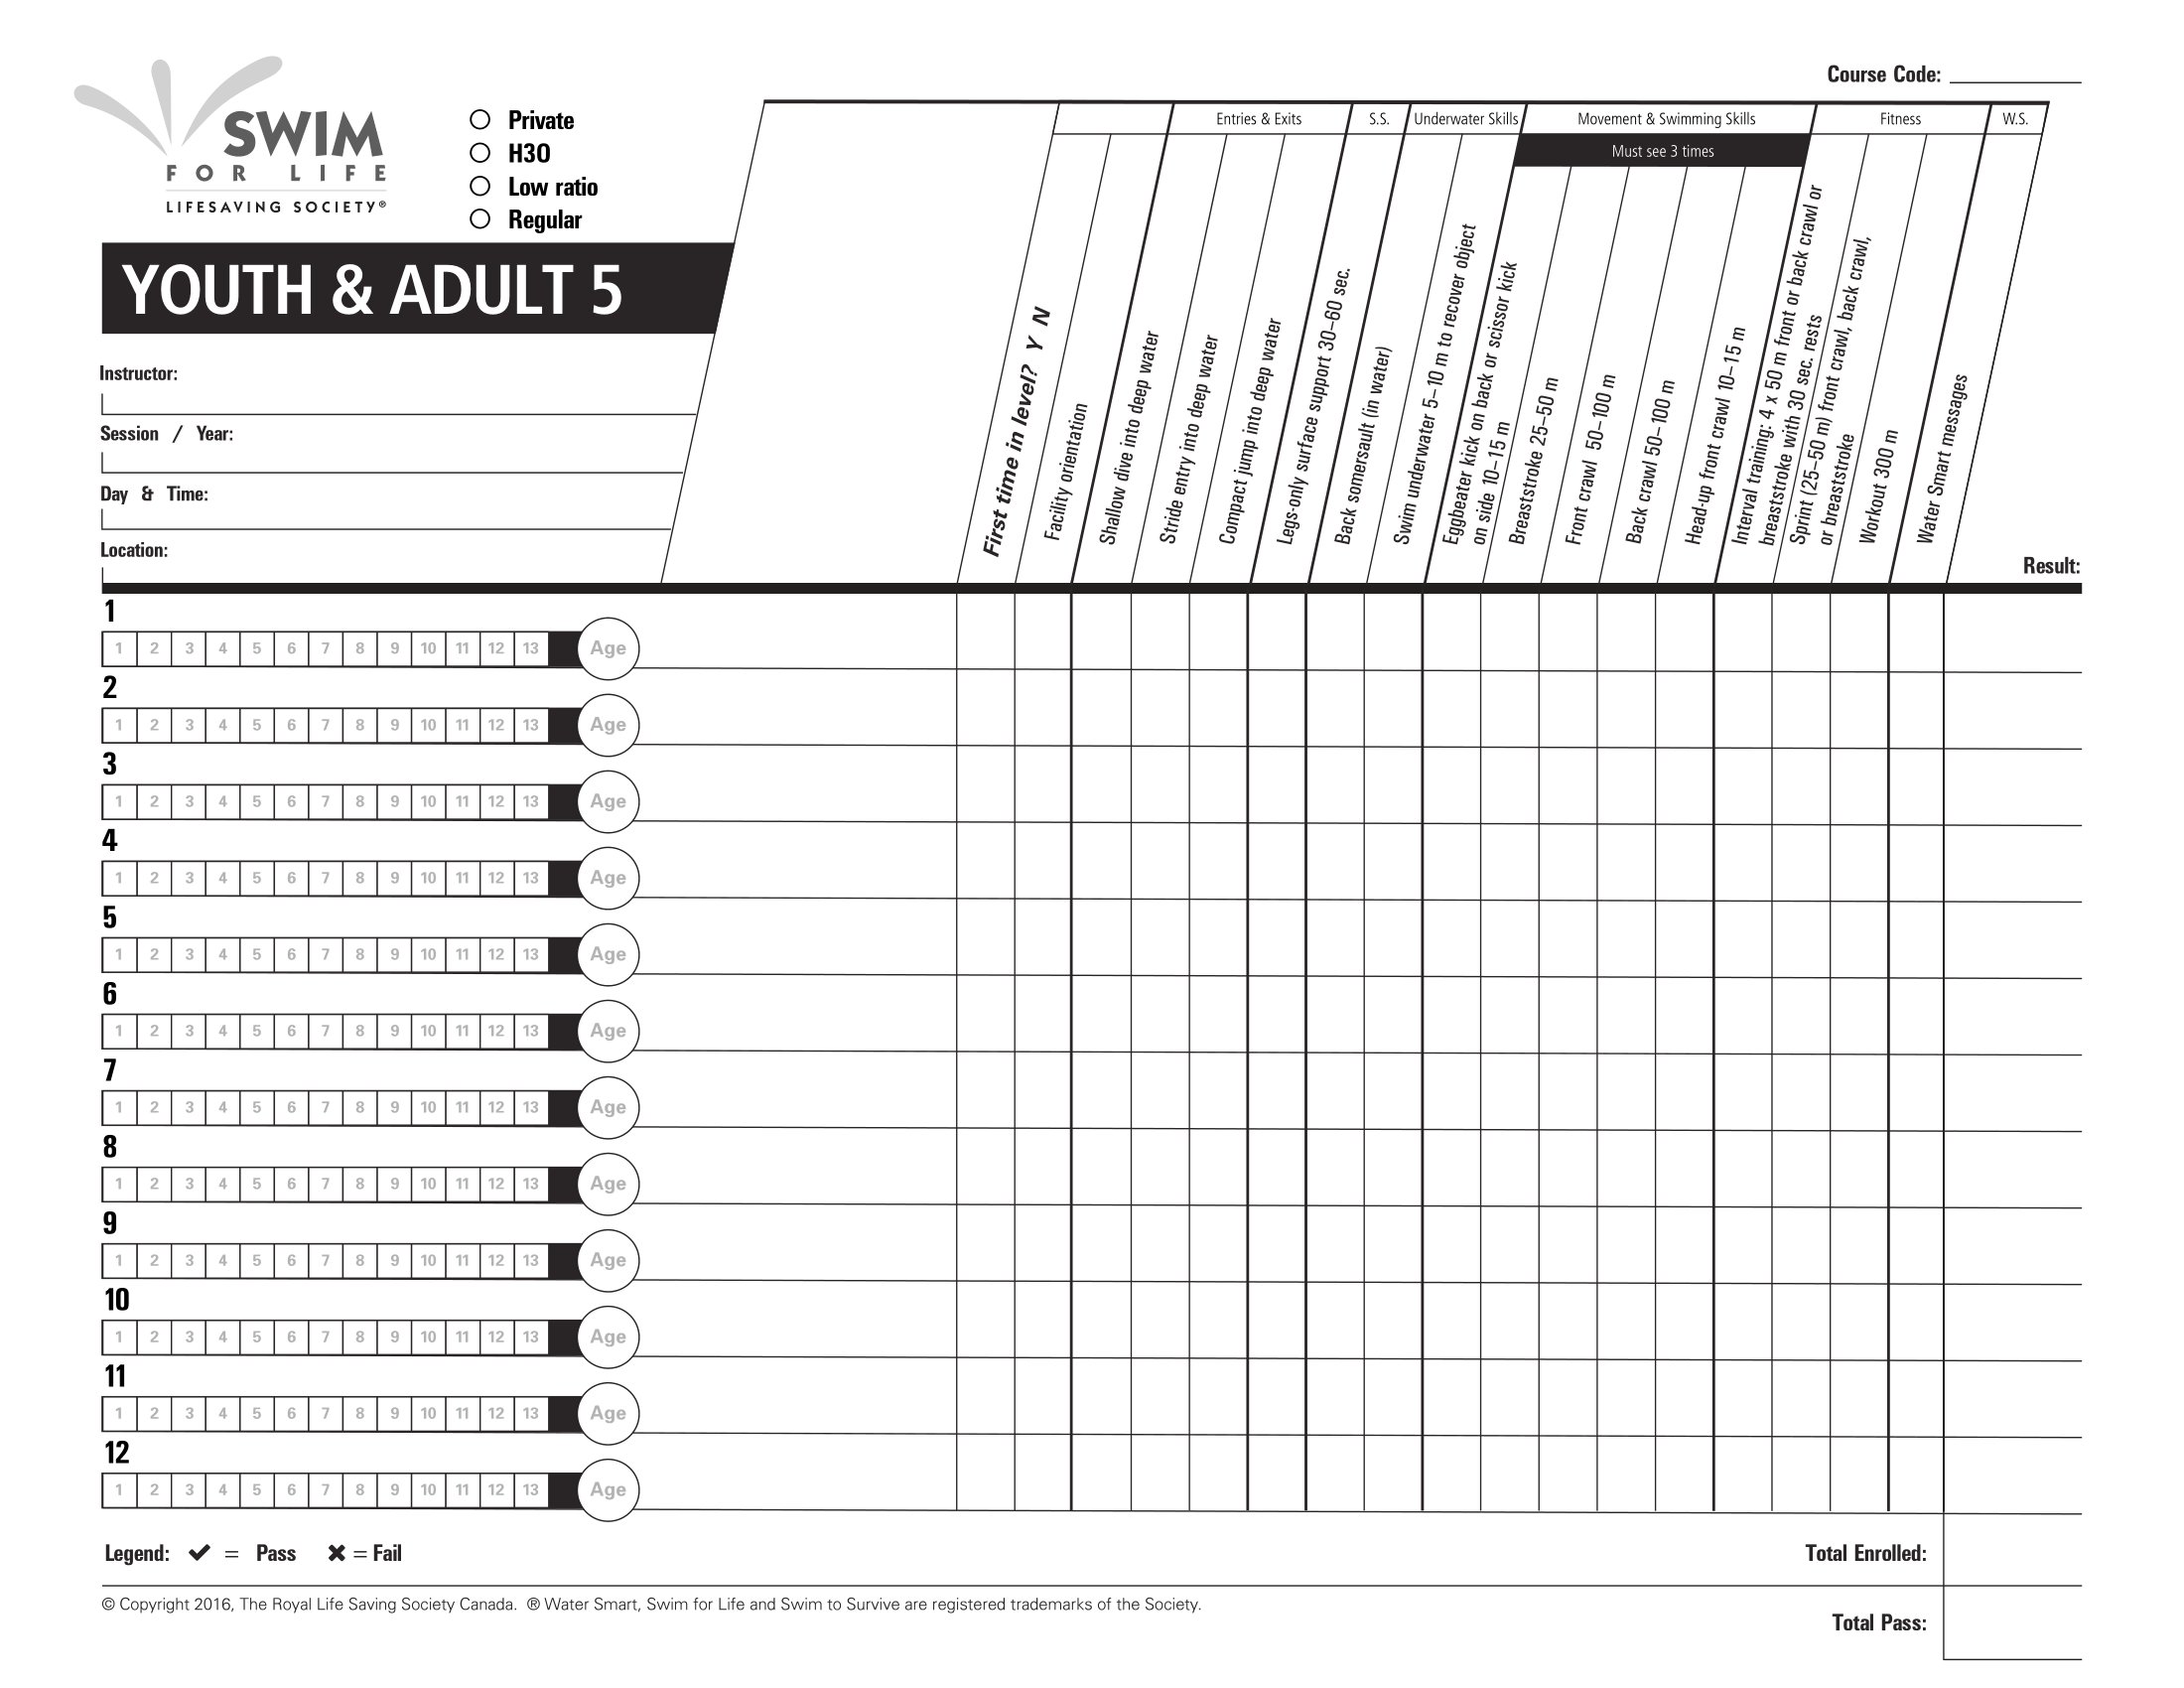 Course Code:
SWIM
FOR LIFE
LIFESAVING SOCIETY®
Private
H3O
Low ratio
Regular
YOUTH & ADULT 5
Instructor:
Session / Year:
Day & Time:
Location:
Entries & Exits
S.S.
Underwater Skills
Movement & Swimming Skills
Fitness
W.S.
Must see 3 times
First time in level? Y N
Facility orientation
Shallow dive into deep water
Stride entry into deep water
Compact jump into deep water
Legs-only surface support 30–60 sec.
Back somersault (in water)
Swim underwater 5–10 m to recover object
Eggbeater kick on back or scissor kick
on side 10–15 m
Breaststroke 25–50 m
Front crawl 50–100 m
Back crawl 50–100 m
Head-up front crawl 10–15 m
Interval training: 4 x 50 m front or back crawl or
breaststroke with 30 sec. rests
Sprint (25–50 m) front crawl, back crawl,
or breaststroke
Workout 300 m
Water Smart messages
Result:
1
1 2 3 4 5 6 7 8 9 10 11 12 13 Age
2
1 2 3 4 5 6 7 8 9 10 11 12 13 Age
3
1 2 3 4 5 6 7 8 9 10 11 12 13 Age
4
1 2 3 4 5 6 7 8 9 10 11 12 13 Age
5
1 2 3 4 5 6 7 8 9 10 11 12 13 Age
6
1 2 3 4 5 6 7 8 9 10 11 12 13 Age
7
1 2 3 4 5 6 7 8 9 10 11 12 13 Age
8
1 2 3 4 5 6 7 8 9 10 11 12 13 Age
9
1 2 3 4 5 6 7 8 9 10 11 12 13 Age
10
1 2 3 4 5 6 7 8 9 10 11 12 13 Age
11
1 2 3 4 5 6 7 8 9 10 11 12 13 Age
12
1 2 3 4 5 6 7 8 9 10 11 12 13 Age
Legend: ✔ = Pass ✖ = Fail
Total Enrolled:
© Copyright 2016, The Royal Life Saving Society Canada. ® Water Smart, Swim for Life and Swim to Survive are registered trademarks of the Society.
Total Pass: